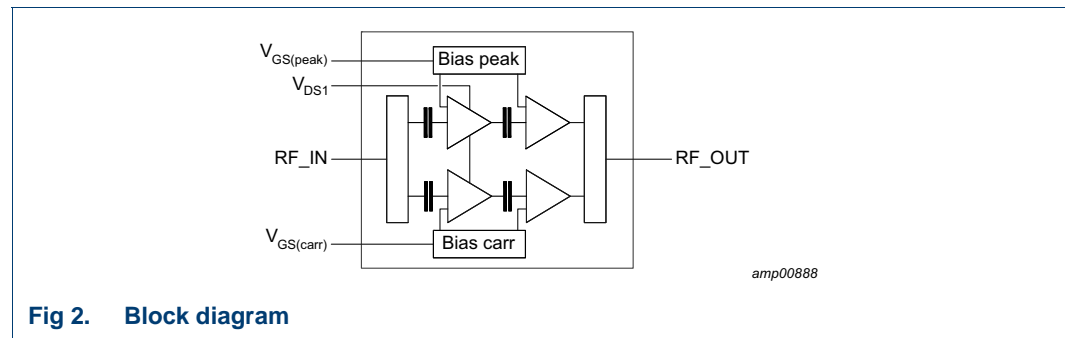 V_GS(peak)
Bias peak
V_DS1
RF_IN
RF_OUT
V_GS(carr)
Bias carr
amp00888
Fig 2. Block diagram